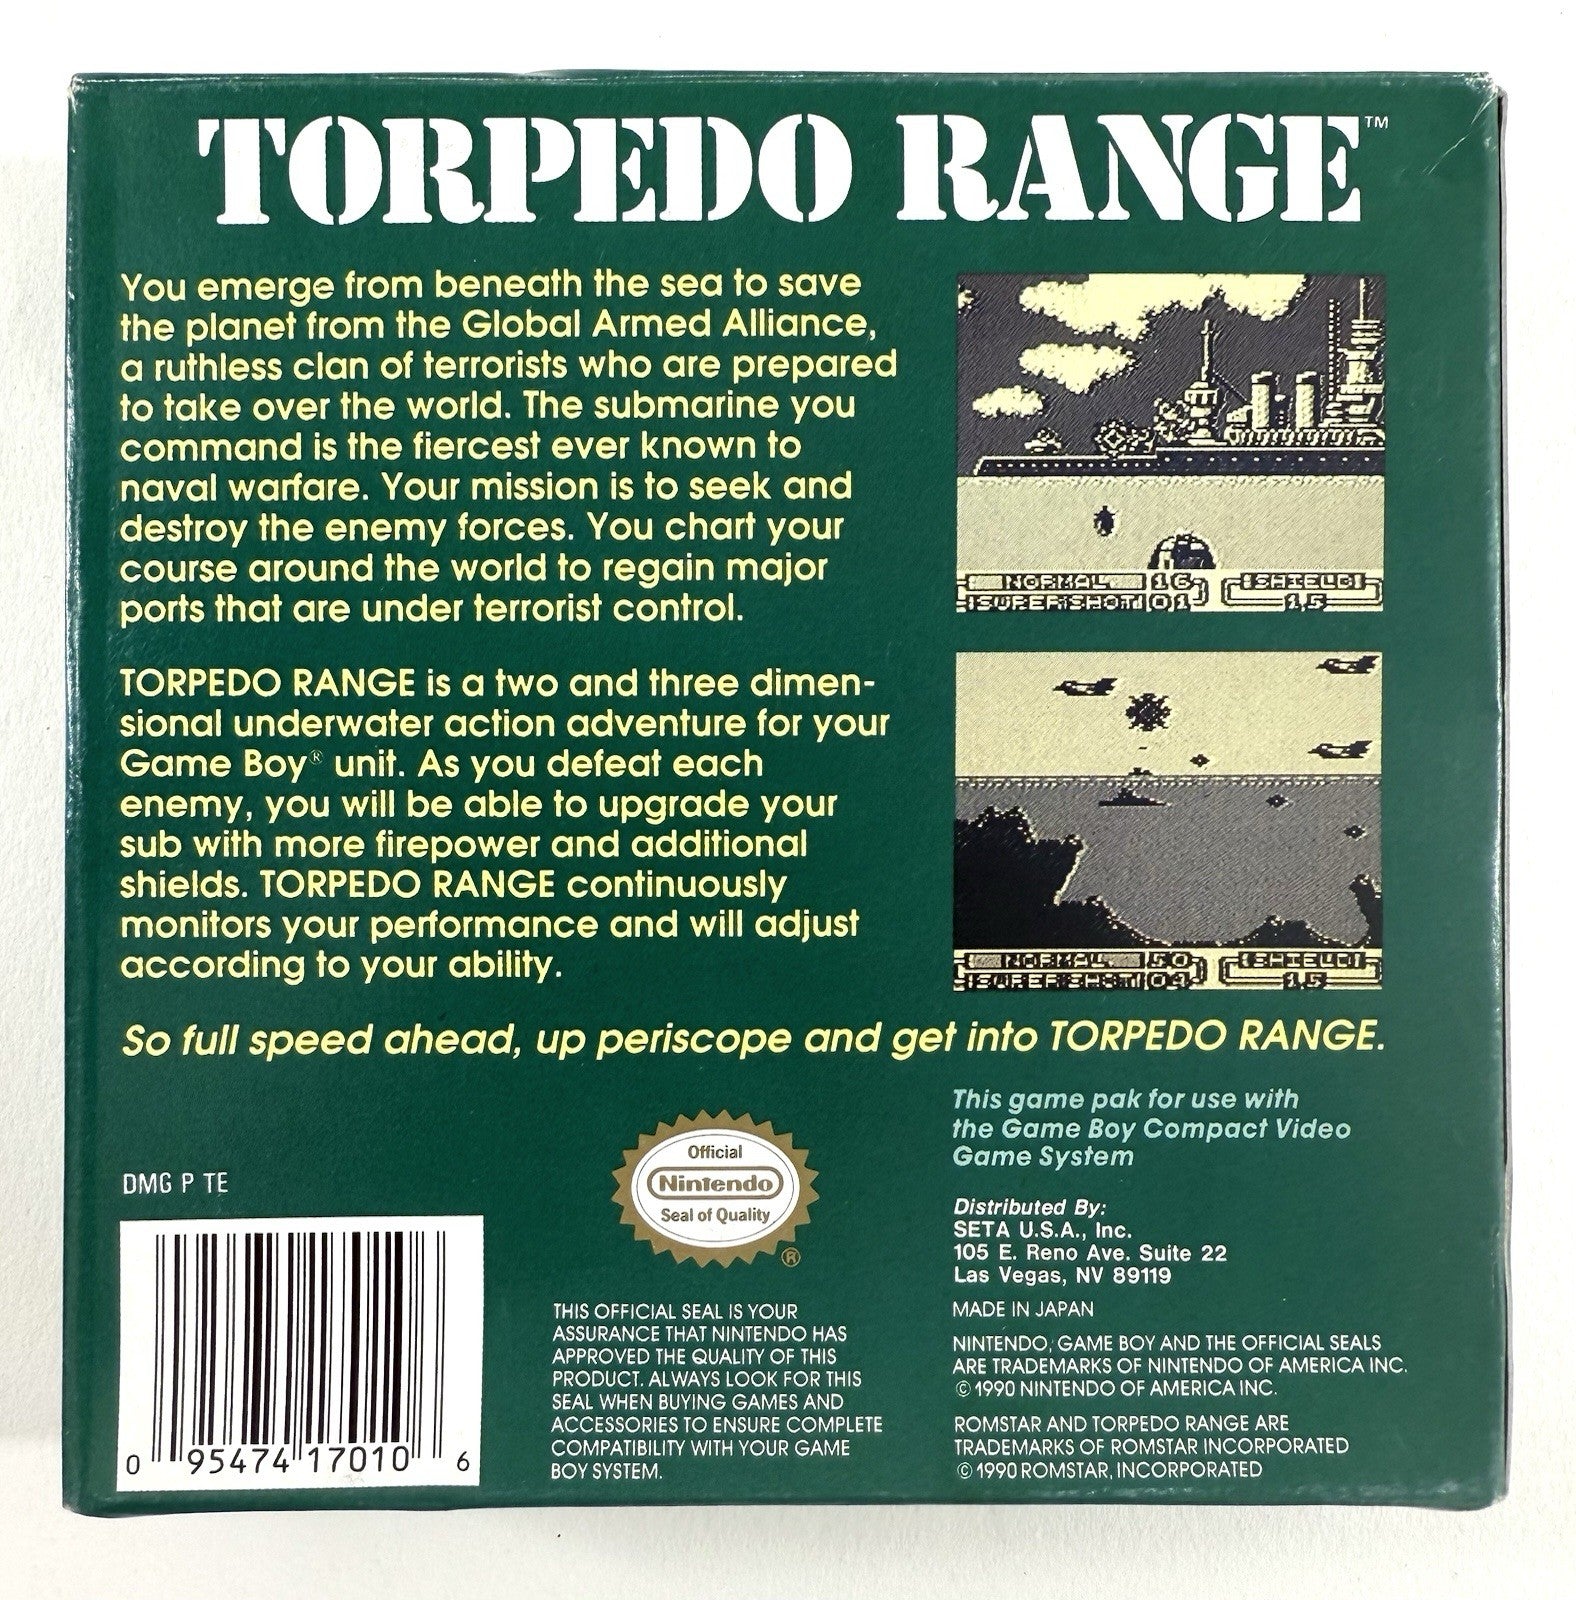 TORPEDO RANGE™
You emerge from beneath the sea to save
the planet from the Global Armed Alliance,
a ruthless clan of terrorists who are prepared
to take over the world. The submarine you
command is the fiercest ever known to
naval warfare. Your mission is to seek and
destroy the enemy forces. You chart your
course around the world to regain major
ports that are under terrorist control.
TORPEDO RANGE is a two and three dimen-
sional underwater action adventure for your
Game Boy® unit. As you defeat each
enemy, you will be able to upgrade your
sub with more firepower and additional
shields. TORPEDO RANGE continuously
monitors your performance and will adjust
according to your ability.
NORMAL 16 SHIELD
SUPER SHOT 01 15
NORMAL 50 SHIELD
SUPER SHOT 04 15
So full speed ahead, up periscope and get into TORPEDO RANGE.
DMG P TE
0 95474 17010 6
Official
Nintendo
Seal of Quality
®
THIS OFFICIAL SEAL IS YOUR
ASSURANCE THAT NINTENDO HAS
APPROVED THE QUALITY OF THIS
PRODUCT. ALWAYS LOOK FOR THIS
SEAL WHEN BUYING GAMES AND
ACCESSORIES TO ENSURE COMPLETE
COMPATIBILITY WITH YOUR GAME
BOY SYSTEM.
This game pak for use with
the Game Boy Compact Video
Game System
Distributed By:
SETA U.S.A., Inc.
105 E. Reno Ave. Suite 22
Las Vegas, NV 89119
MADE IN JAPAN
NINTENDO, GAME BOY AND THE OFFICIAL SEALS
ARE TRADEMARKS OF NINTENDO OF AMERICA INC.
© 1990 NINTENDO OF AMERICA INC.
ROMSTAR AND TORPEDO RANGE ARE
TRADEMARKS OF ROMSTAR INCORPORATED
© 1990 ROMSTAR, INCORPORATED